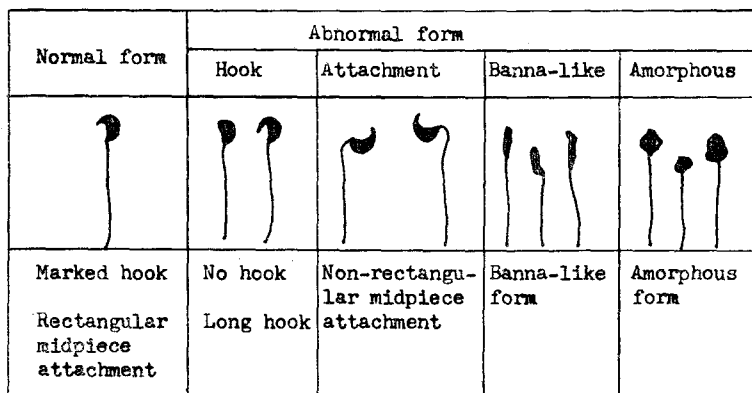 Normal form
Abnormal form
Hook
Attachment
Banna-like
Amorphous
Marked hook
Rectangular
midpiece
attachment
No hook
Long hook
Non-rectangu-
lar midpiece
attachment
Banna-like
form
Amorphous
form